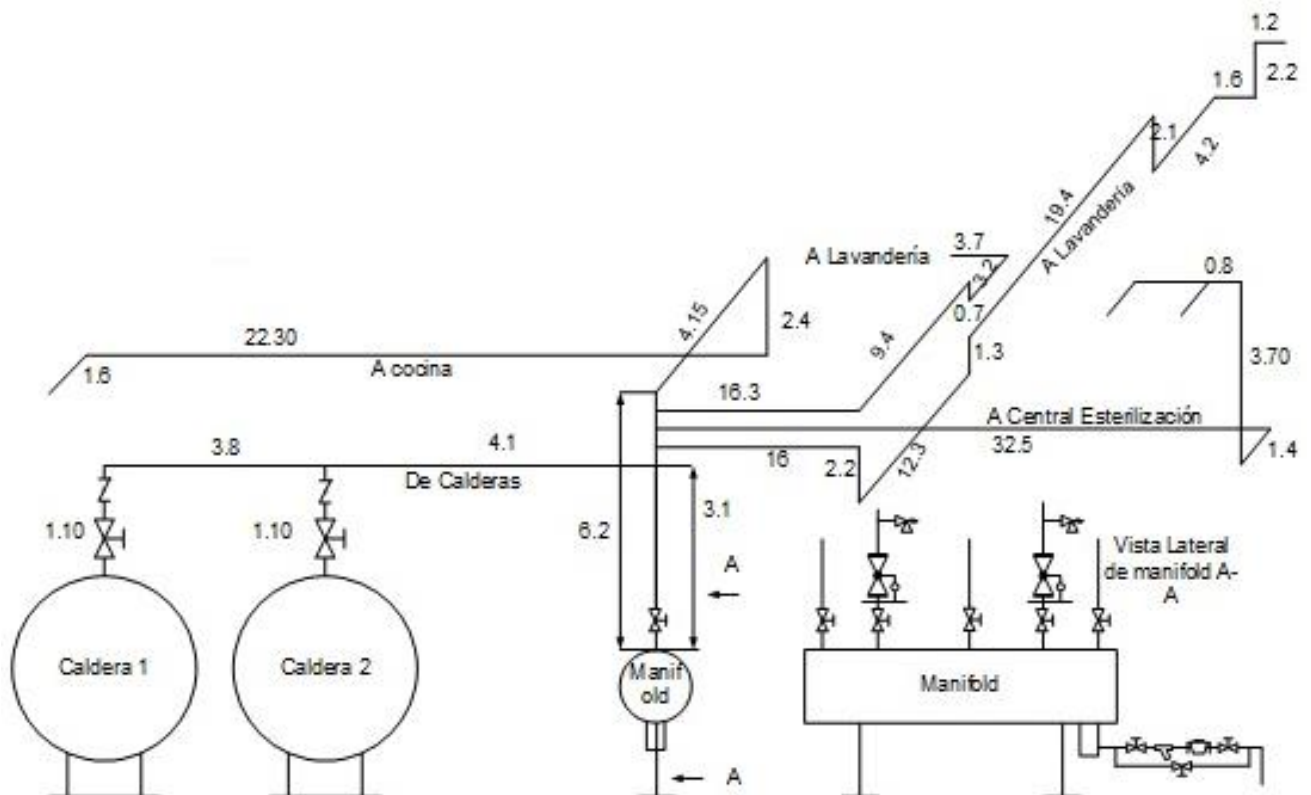 1.2
2.2
1.6
2.1
4.2
19.4
A Lavandería
A Lavandería
3.7
3.2
0.7
9.4
1.3
0.8
3.70
4.15
2.4
22.30
A cocina
1.6
16.3
A Central Esterilización
32.5
1.4
16
2.2
12.3
3.8
4.1
De Calderas
3.1
6.2
1.10
1.10
A
Vista Lateral
de manifold A-
A
Caldera 1
Caldera 2
Manif
old
Manifold
A